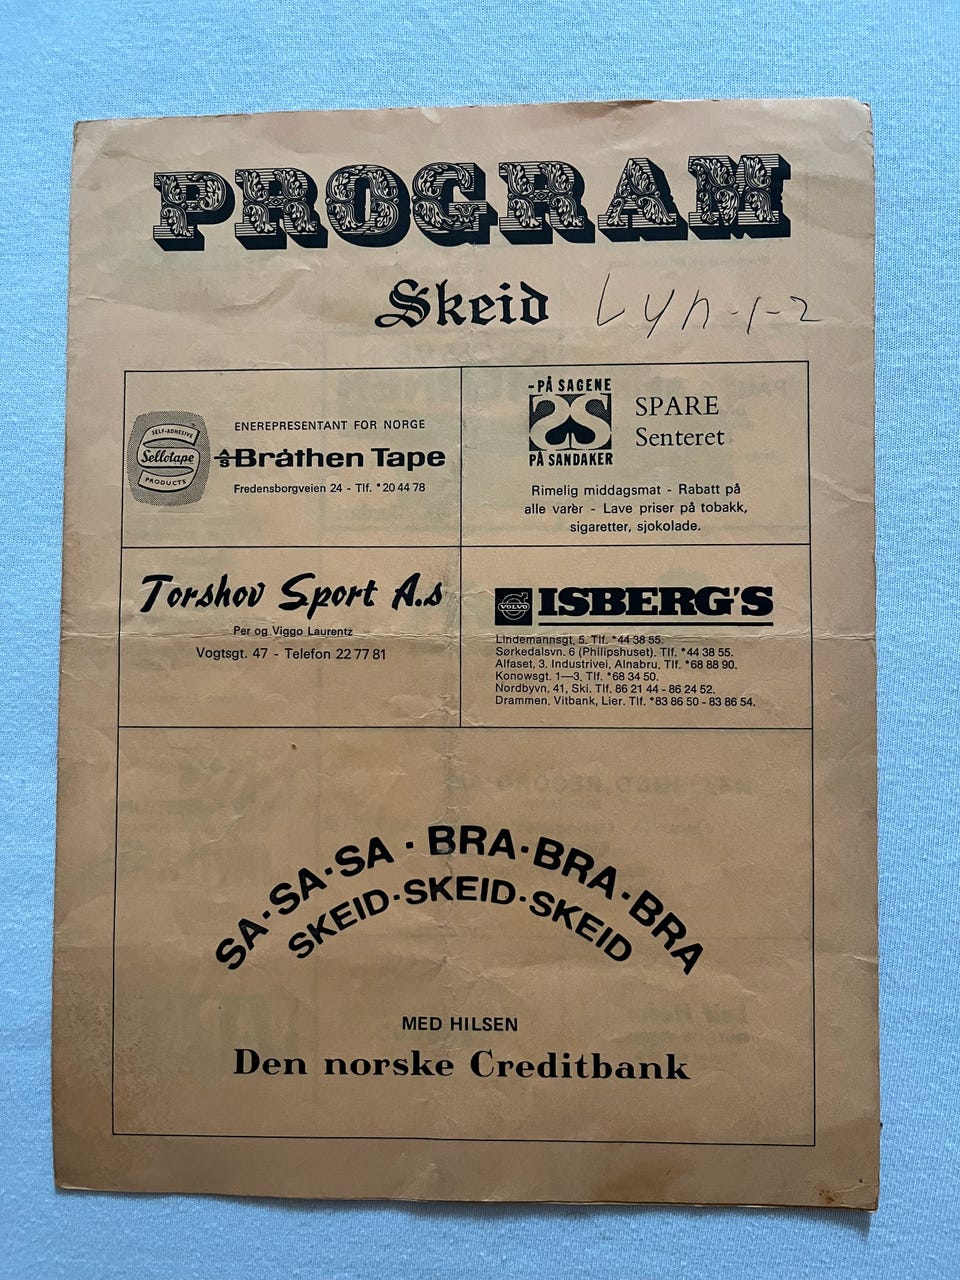 PROGRAM
Skeid Lyn -1-2
SELF-ADHESIVE
Sellotape
PRODUCTS
ENEREPRESENTANT FOR NORGE
A/S Bråthen Tape
Fredensborgveien 24 - Tlf. *20 44 78
-PÅ SAGENE
PÅ SANDAKER
SPARE
Senteret
Rimelig middagsmat - Rabatt på
alle varer - Lave priser på tobakk,
sigaretter, sjokolade.
Torshov Sport A.s
Per og Viggo Laurentz
Vogtsgt. 47 - Telefon 22 77 81
VOLVO
ISBERG'S
Lindemannsgt. 5. Tlf. *44 38 55.
Sørkedalsvn. 6 (Philipshuset). Tlf. *44 38 55.
Alfaset, 3. Industrivei, Alnabru. Tlf. *68 88 90.
Konowsgt. 1—3, Tlf. *68 34 50.
Nordbyvn. 41, Ski. Tlf. 86 21 44 - 86 24 52.
Drammen. Vitbank, Lier. Tlf. *83 86 50 - 83 86 54.
SA·SA·SA · BRA·BRA·BRA
SKEID·SKEID·SKEID
MED HILSEN
Den norske Creditbank